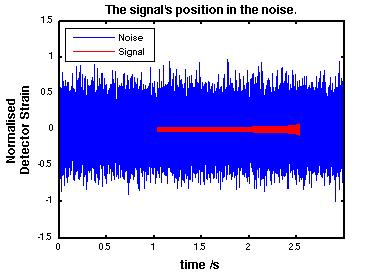 The signal's position in the noise.
1.5
Noise
Signal
1
0.5
0
-0.5
-1
-1.5
Normalised
Detector Strain
0 0.5 1 1.5 2 2.5
time /s